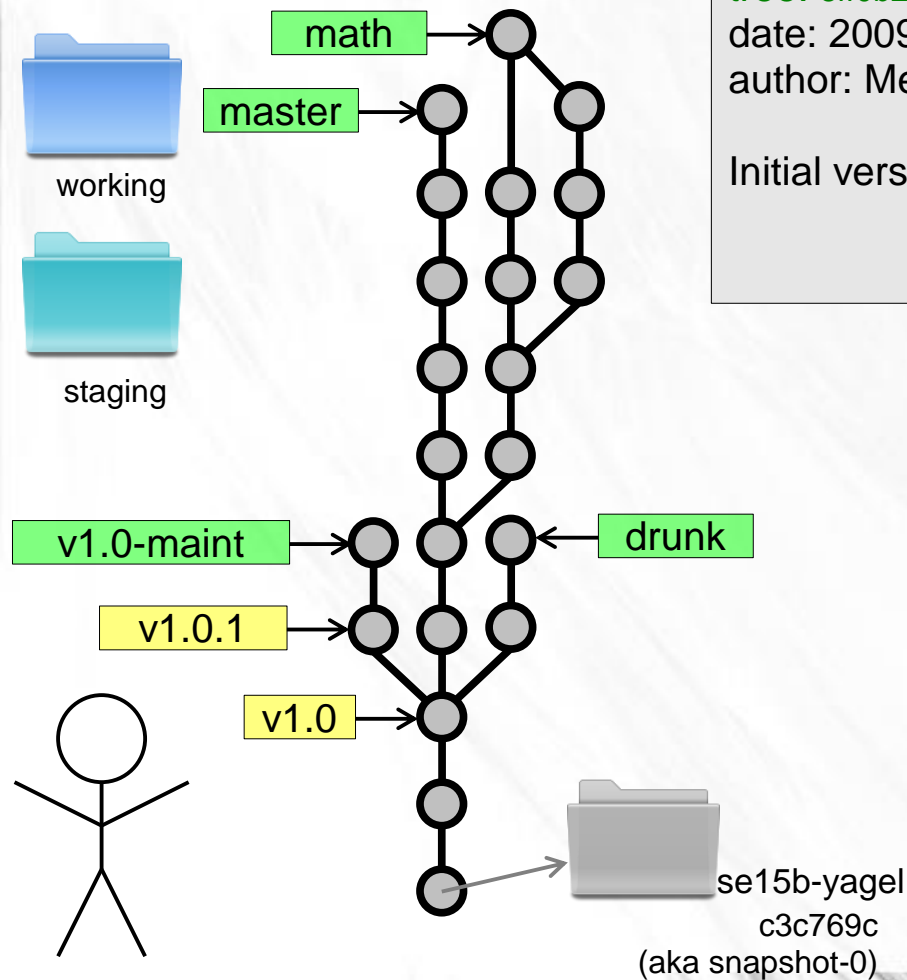 date: 2009
author: Me
Initial vers
math
master
working
staging
v1.0-maint
drunk
v1.0.1
v1.0
se15b-yagel
c3c769c
(aka snapshot-0)